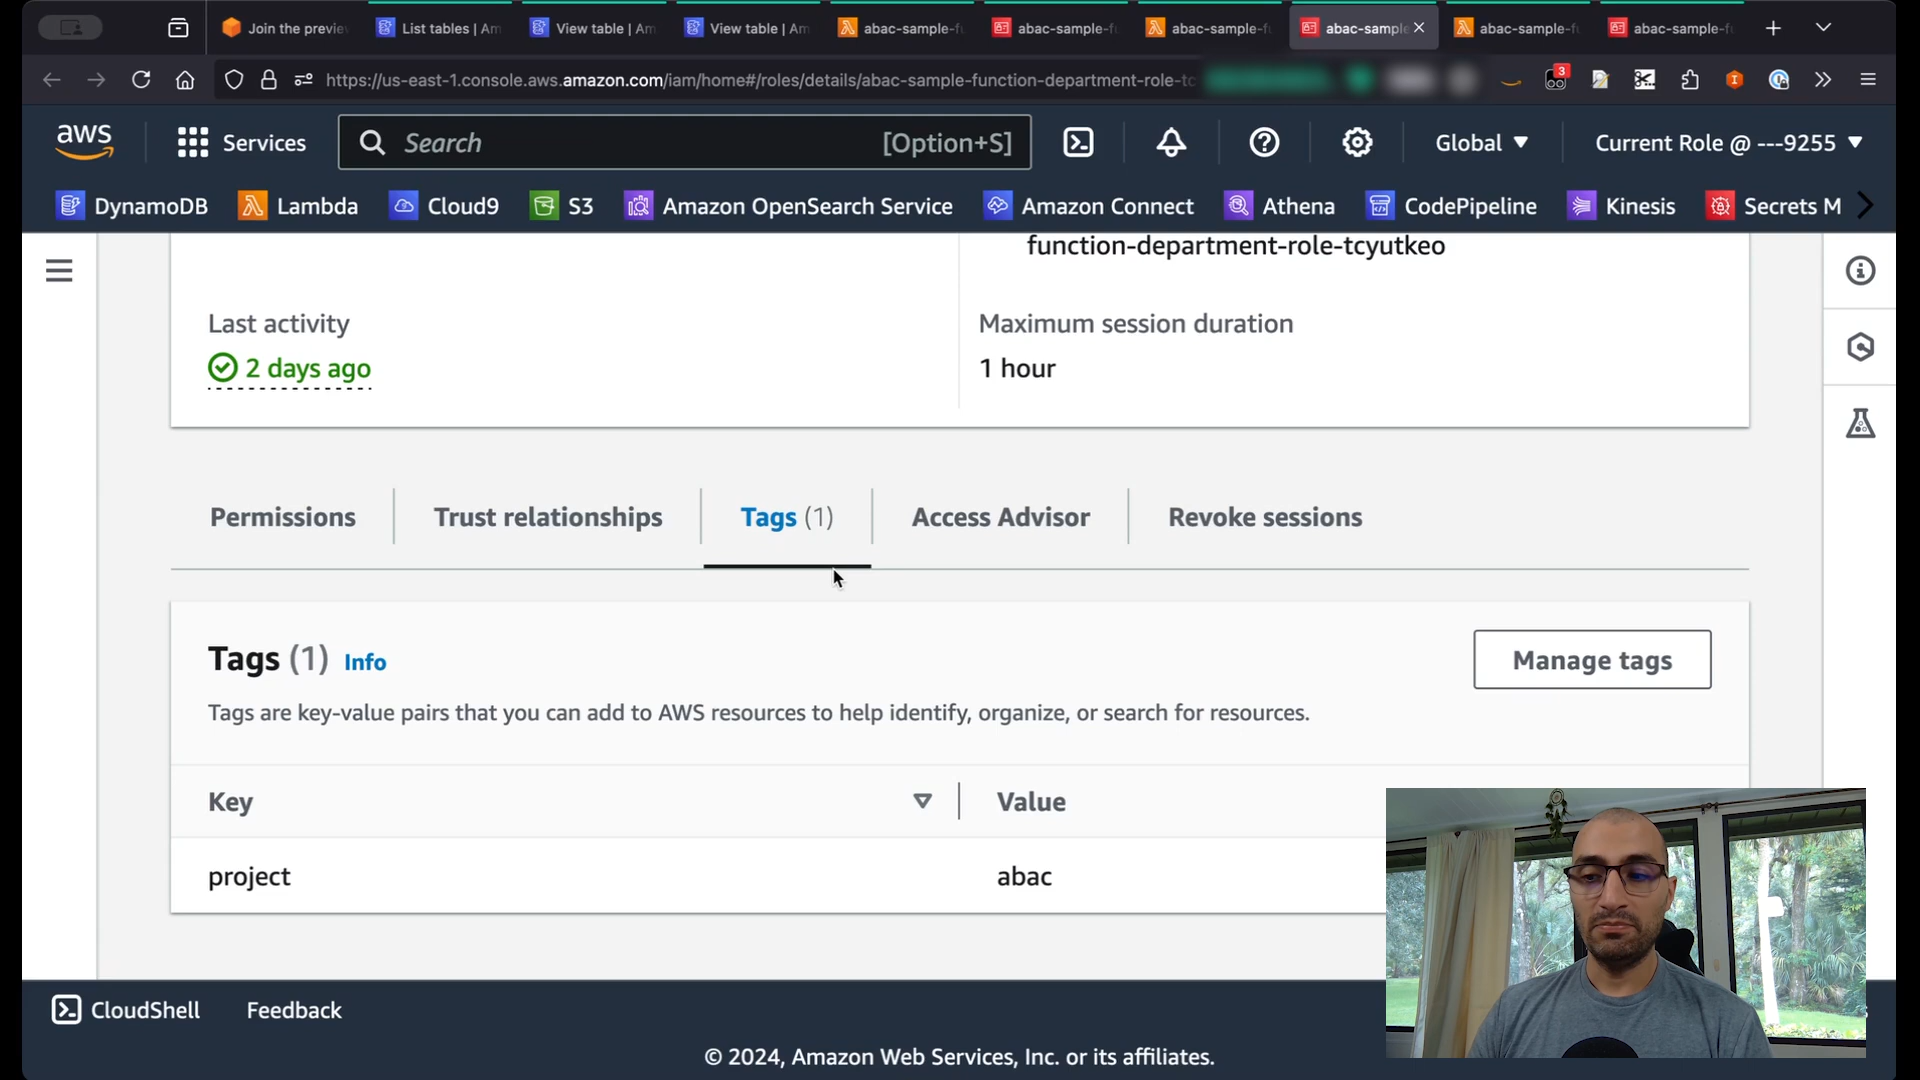 Join the previe
List tables | Am
View table | Am
View table | Am
abac-sample-fu
abac-sample-fu
abac-sample-fu
abac-sample
abac-sample-fu
abac-sample-fu
https://us-east-1.console.aws.amazon.com/iam/home#/roles/details/abac-sample-function-department-role-tc
3
aws
Services
Search
[Option+S]
Global
Current Role @ ---9255
DynamoDB
Lambda
Cloud9
S3
Amazon OpenSearch Service
Amazon Connect
Athena
CodePipeline
Kinesis
Secrets M
function-department-role-tcyutkeo
Last activity
Maximum session duration
2 days ago
1 hour
Permissions
Trust relationships
Tags (1)
Access Advisor
Revoke sessions
Tags (1) Info
Manage tags
Tags are key-value pairs that you can add to AWS resources to help identify, organize, or search for resources.
Key
Value
project
abac
CloudShell
Feedback
© 2024, Amazon Web Services, Inc. or its affiliates.